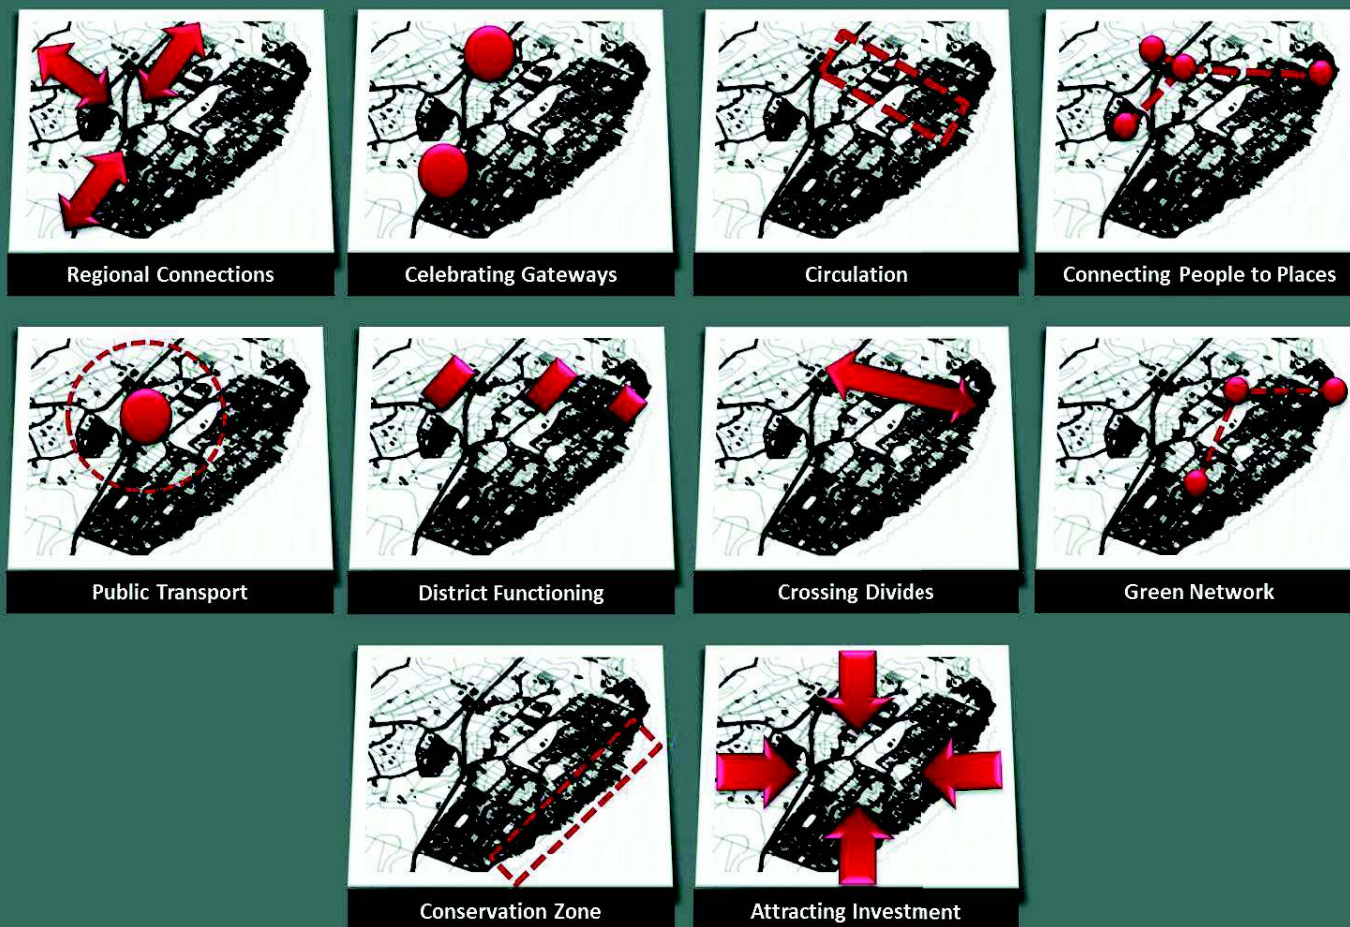 Regional Connections
Celebrating Gateways
Circulation
Connecting People to Places
Public Transport
District Functioning
Crossing Divides
Green Network
Conservation Zone
Attracting Investment